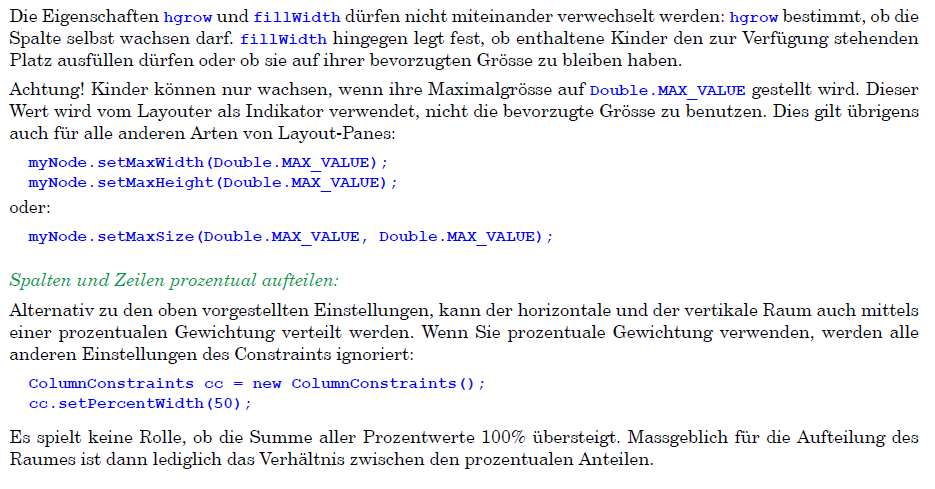 Die Eigenschaften hgrow und fillWidth dürfen nicht miteinander verwechselt werden: hgrow bestimmt, ob die
Spalte selbst wachsen darf. fillWidth hingegen legt fest, ob enthaltene Kinder den zur Verfügung stehenden
Platz ausfüllen dürfen oder ob sie auf ihrer bevorzugten Grösse zu bleiben haben.
Achtung! Kinder können nur wachsen, wenn ihre Maximalgrösse auf Double.MAX_VALUE gestellt wird. Dieser
Wert wird vom Layouter als Indikator verwendet, nicht die bevorzugte Grösse zu benutzen. Dies gilt übrigens
auch für alle anderen Arten von Layout-Panes:
myNode.setMaxWidth(Double.MAX_VALUE);
myNode.setMaxHeight(Double.MAX_VALUE);
oder:
myNode.setMaxSize(Double.MAX_VALUE, Double.MAX_VALUE);
Spalten und Zeilen prozentual aufteilen:
Alternativ zu den oben vorgestellten Einstellungen, kann der horizontale und der vertikale Raum auch mittels
einer prozentualen Gewichtung verteilt werden. Wenn Sie prozentuale Gewichtung verwenden, werden alle
anderen Einstellungen des Constraints ignoriert:
ColumnConstraints cc = new ColumnConstraints();
cc.setPercentWidth(50);
Es spielt keine Rolle, ob die Summe aller Prozentwerte 100% übersteigt. Massgeblich für die Aufteilung des
Raumes ist dann lediglich das Verhältnis zwischen den prozentualen Anteilen.